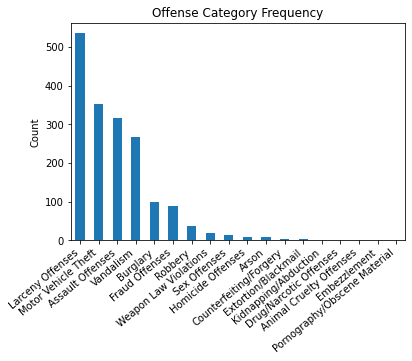 Offense Category Frequency
Count
500
400
300
200
100
0
Larceny Offenses
Motor Vehicle Theft
Assault Offenses
Vandalism
Burglary
Fraud Offenses
Robbery
Weapon Law Violations
Sex Offenses
Homicide Offenses
Arson
Counterfeiting/Forgery
Extortion/Blackmail
Kidnapping/Abduction
Drug/Narcotic Offenses
Animal Cruelty Offenses
Embezzlement
Pornography/Obscene Material